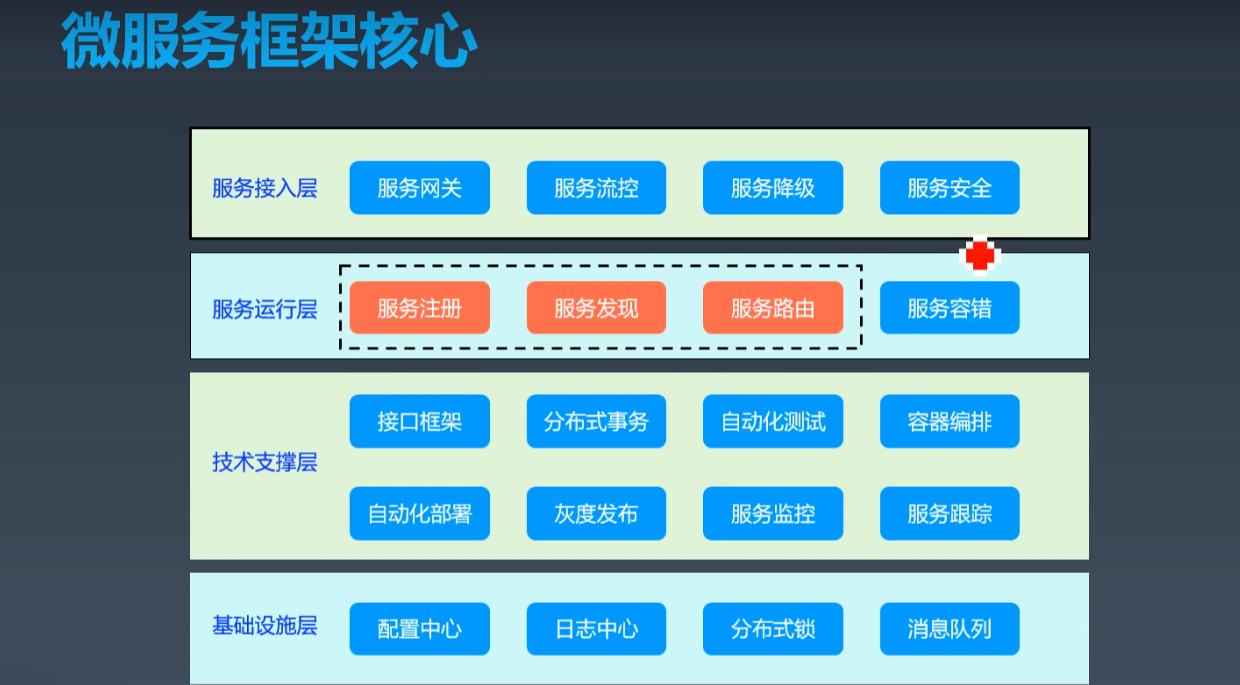 微服务框架核心
服务接入层 服务网关 服务流控 服务降级 服务安全
服务运行层 服务注册 服务发现 服务路由 服务容错
接口框架 分布式事务 自动化测试 容器编排
技术支撑层
自动化部署 灰度发布 服务监控 服务跟踪
基础设施层 配置中心 日志中心 分布式锁 消息队列